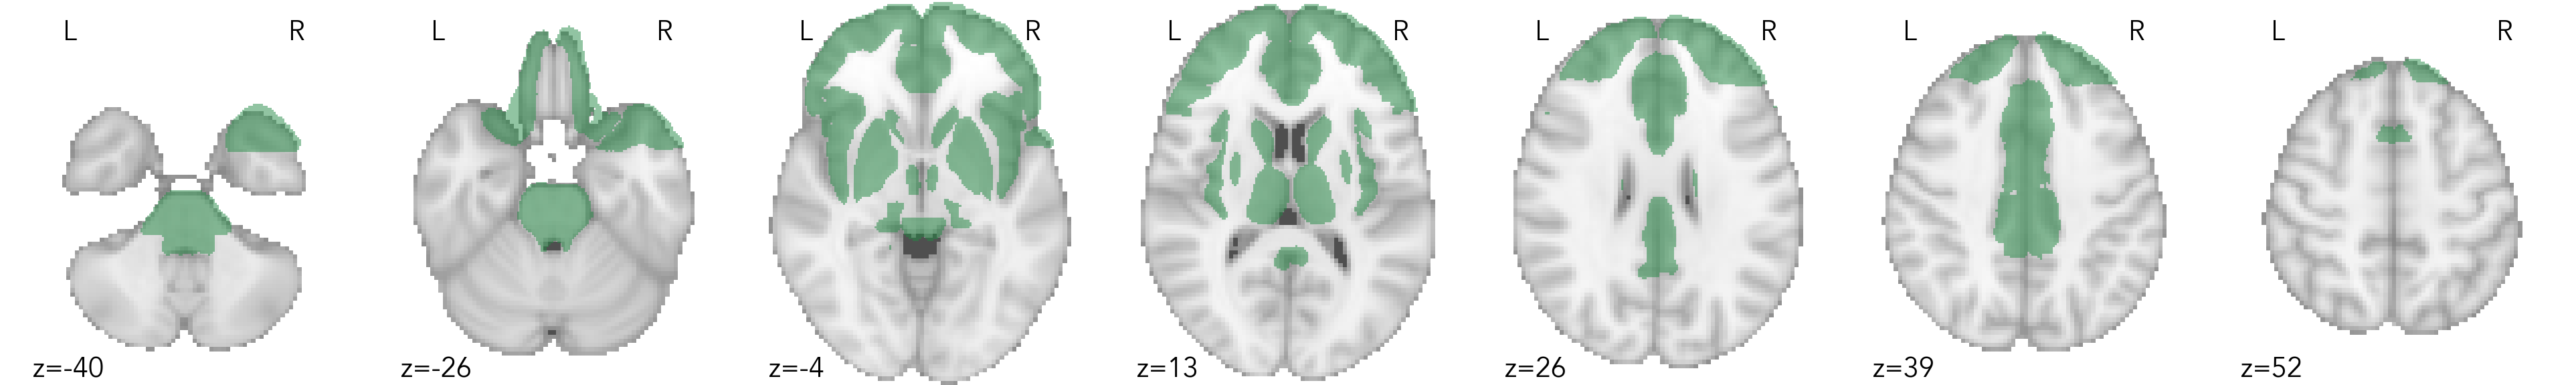 L R L R L R L R L R L R L R
z=-40 z=-26 z=-4 z=13 z=26 z=39 z=52